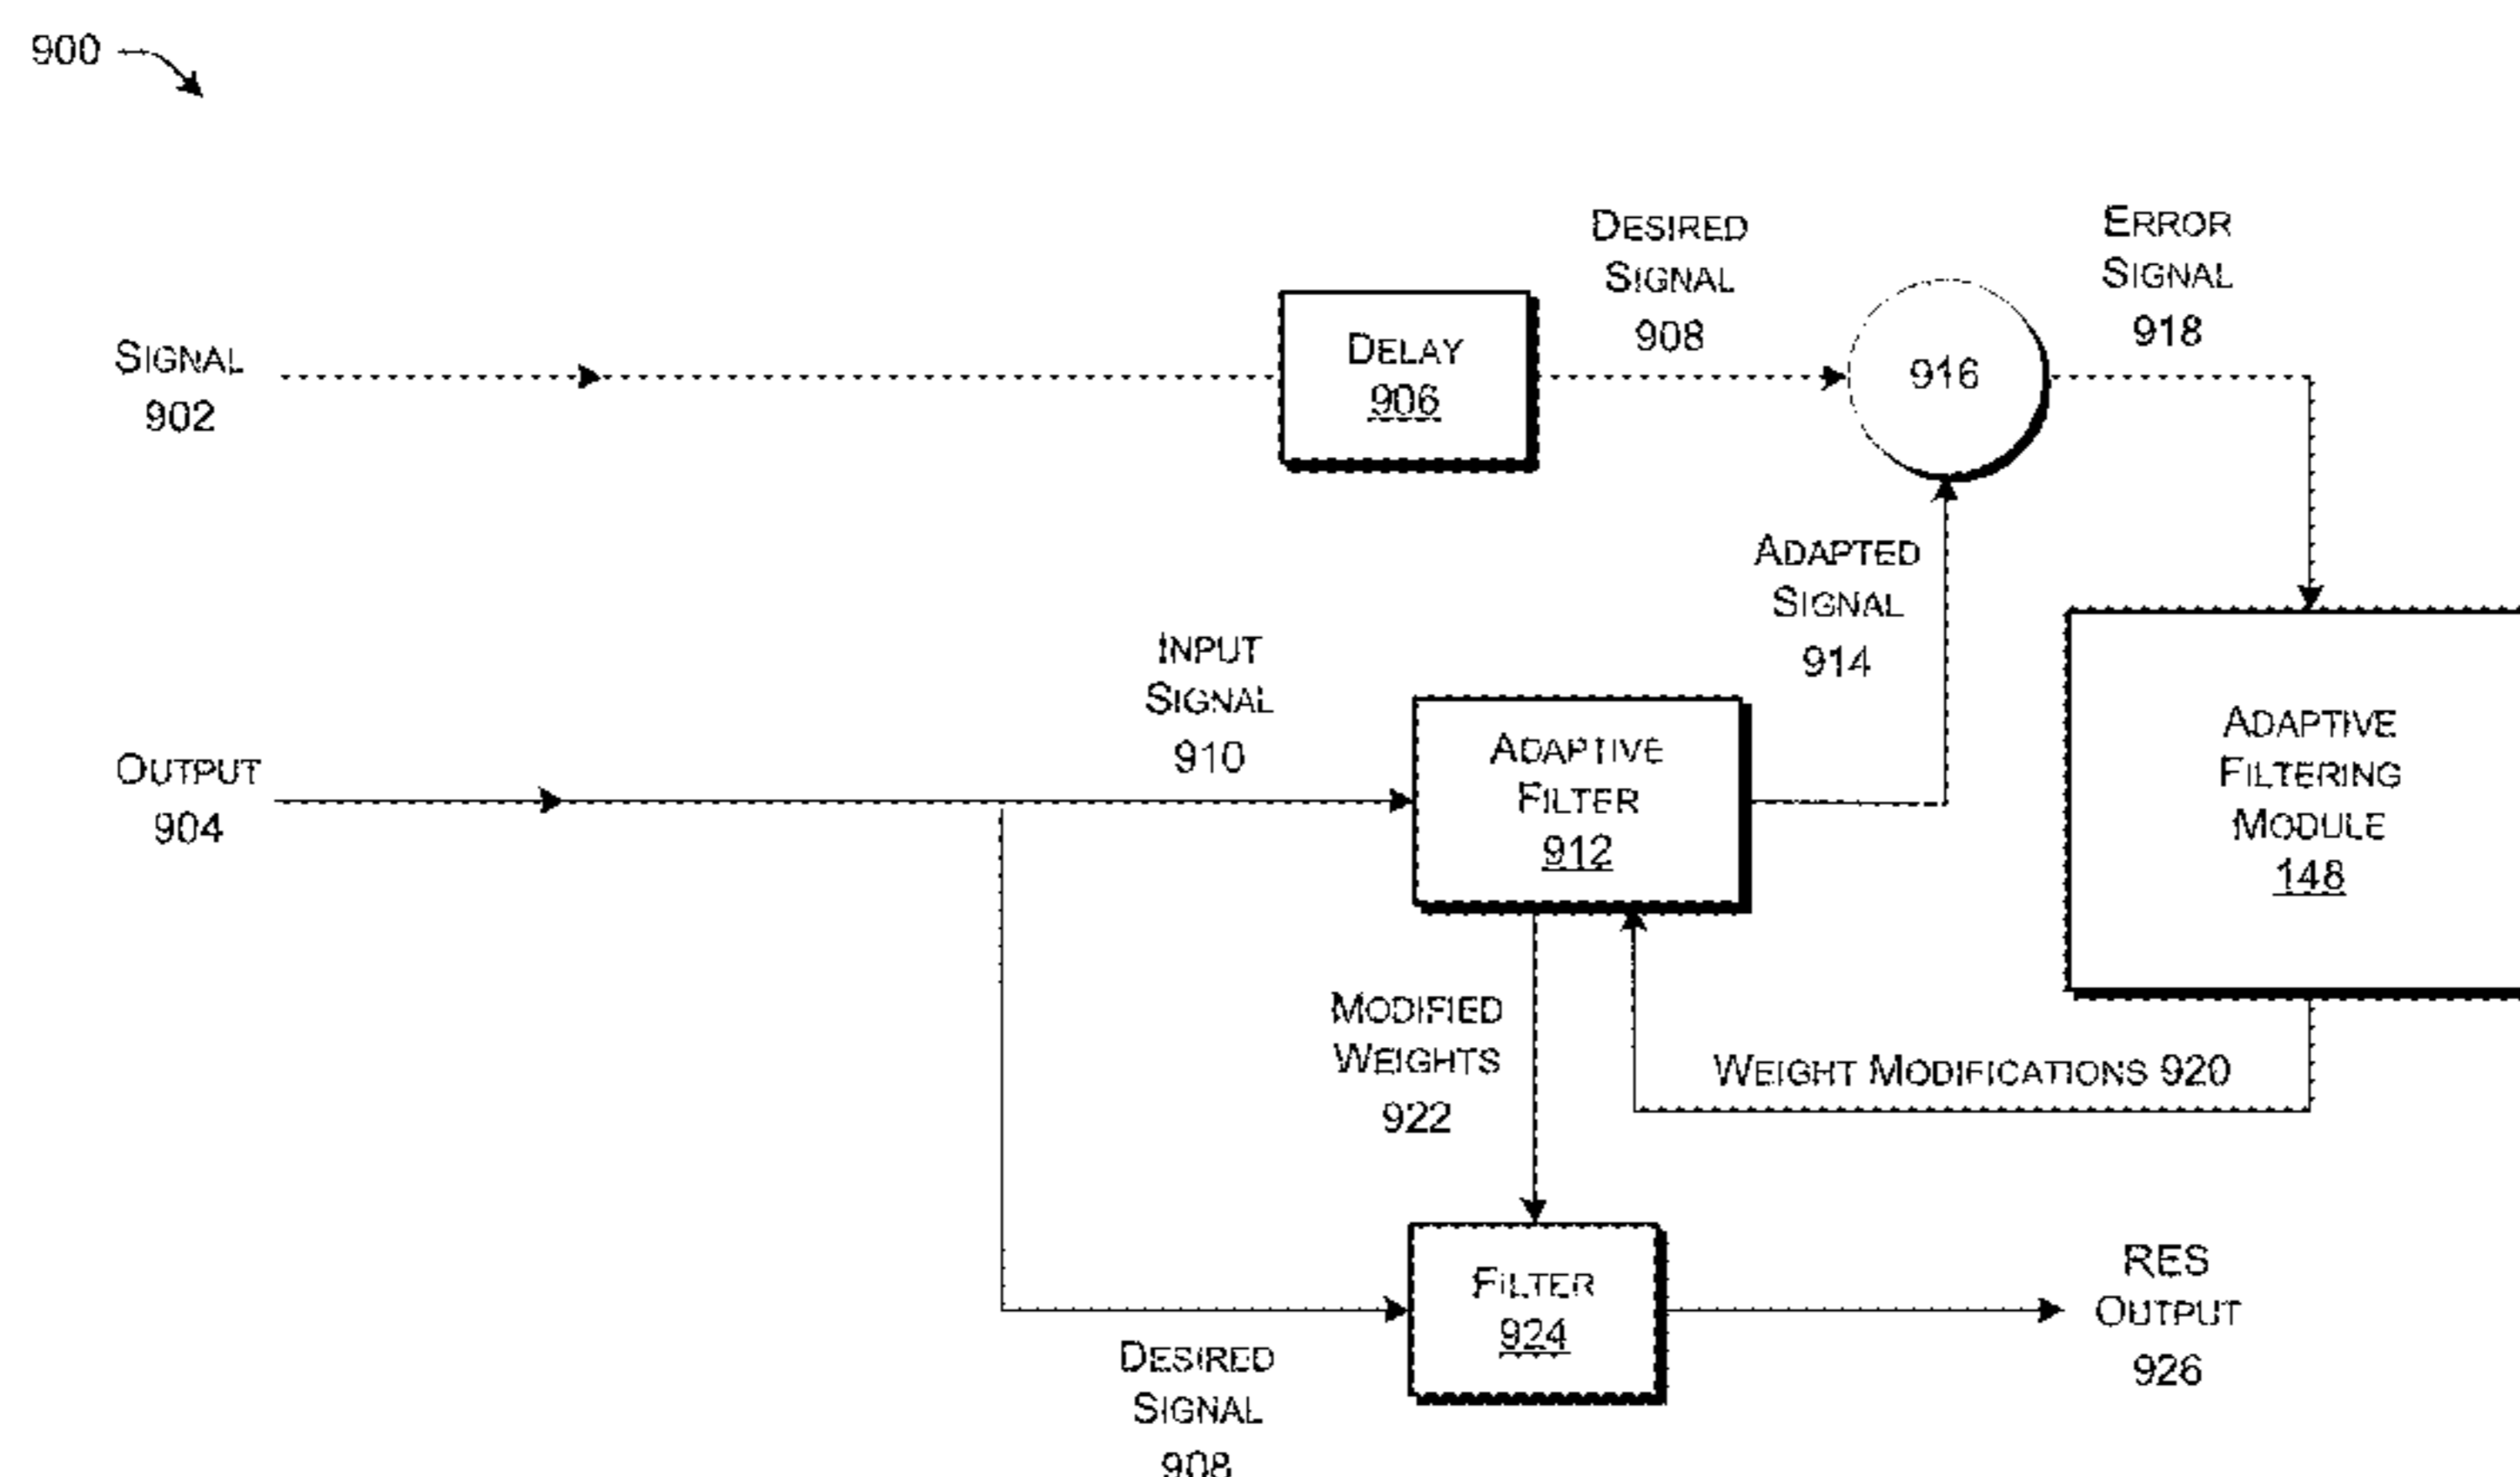 900
SIGNAL
902
DELAY
906
DESIRED
SIGNAL
908
916
ERROR
SIGNAL
918
ADAPTED
SIGNAL
914
OUTPUT
904
INPUT
SIGNAL
910
ADAPTIVE
FILTER
912
ADAPTIVE
FILTERING
MODULE
148
MODIFIED
WEIGHTS
922
WEIGHT MODIFICATIONS 920
FILTER
924
RES
OUTPUT
926
DESIRED
SIGNAL
908